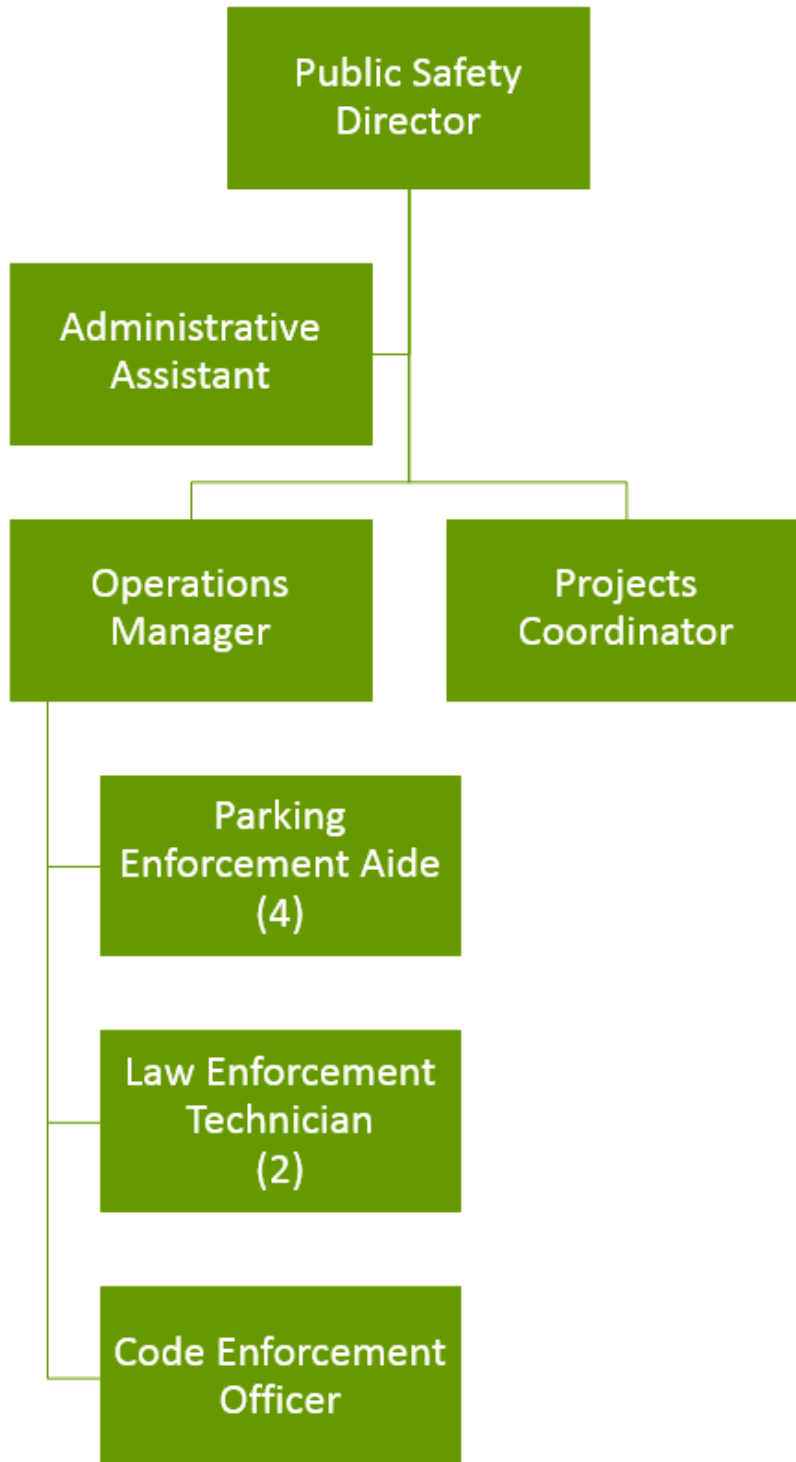 Public Safety
Director
Administrative
Assistant
Operations
Manager
Projects
Coordinator
Parking
Enforcement Aide
(4)
Law Enforcement
Technician
(2)
Code Enforcement
Officer